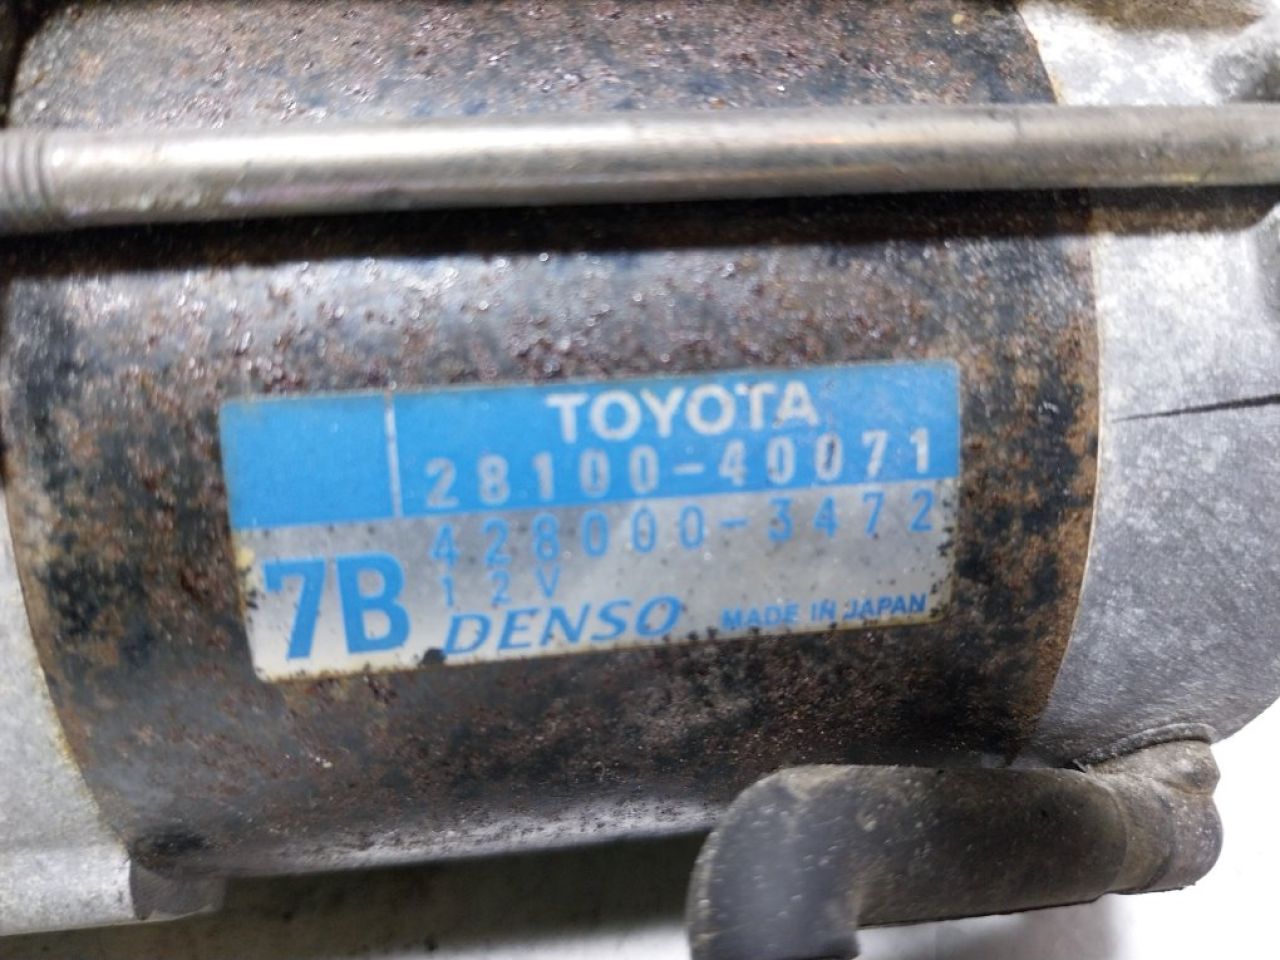 TOYOTA
28100-40071
428000-3472
7B
12V
DENSO MADE IN JAPAN